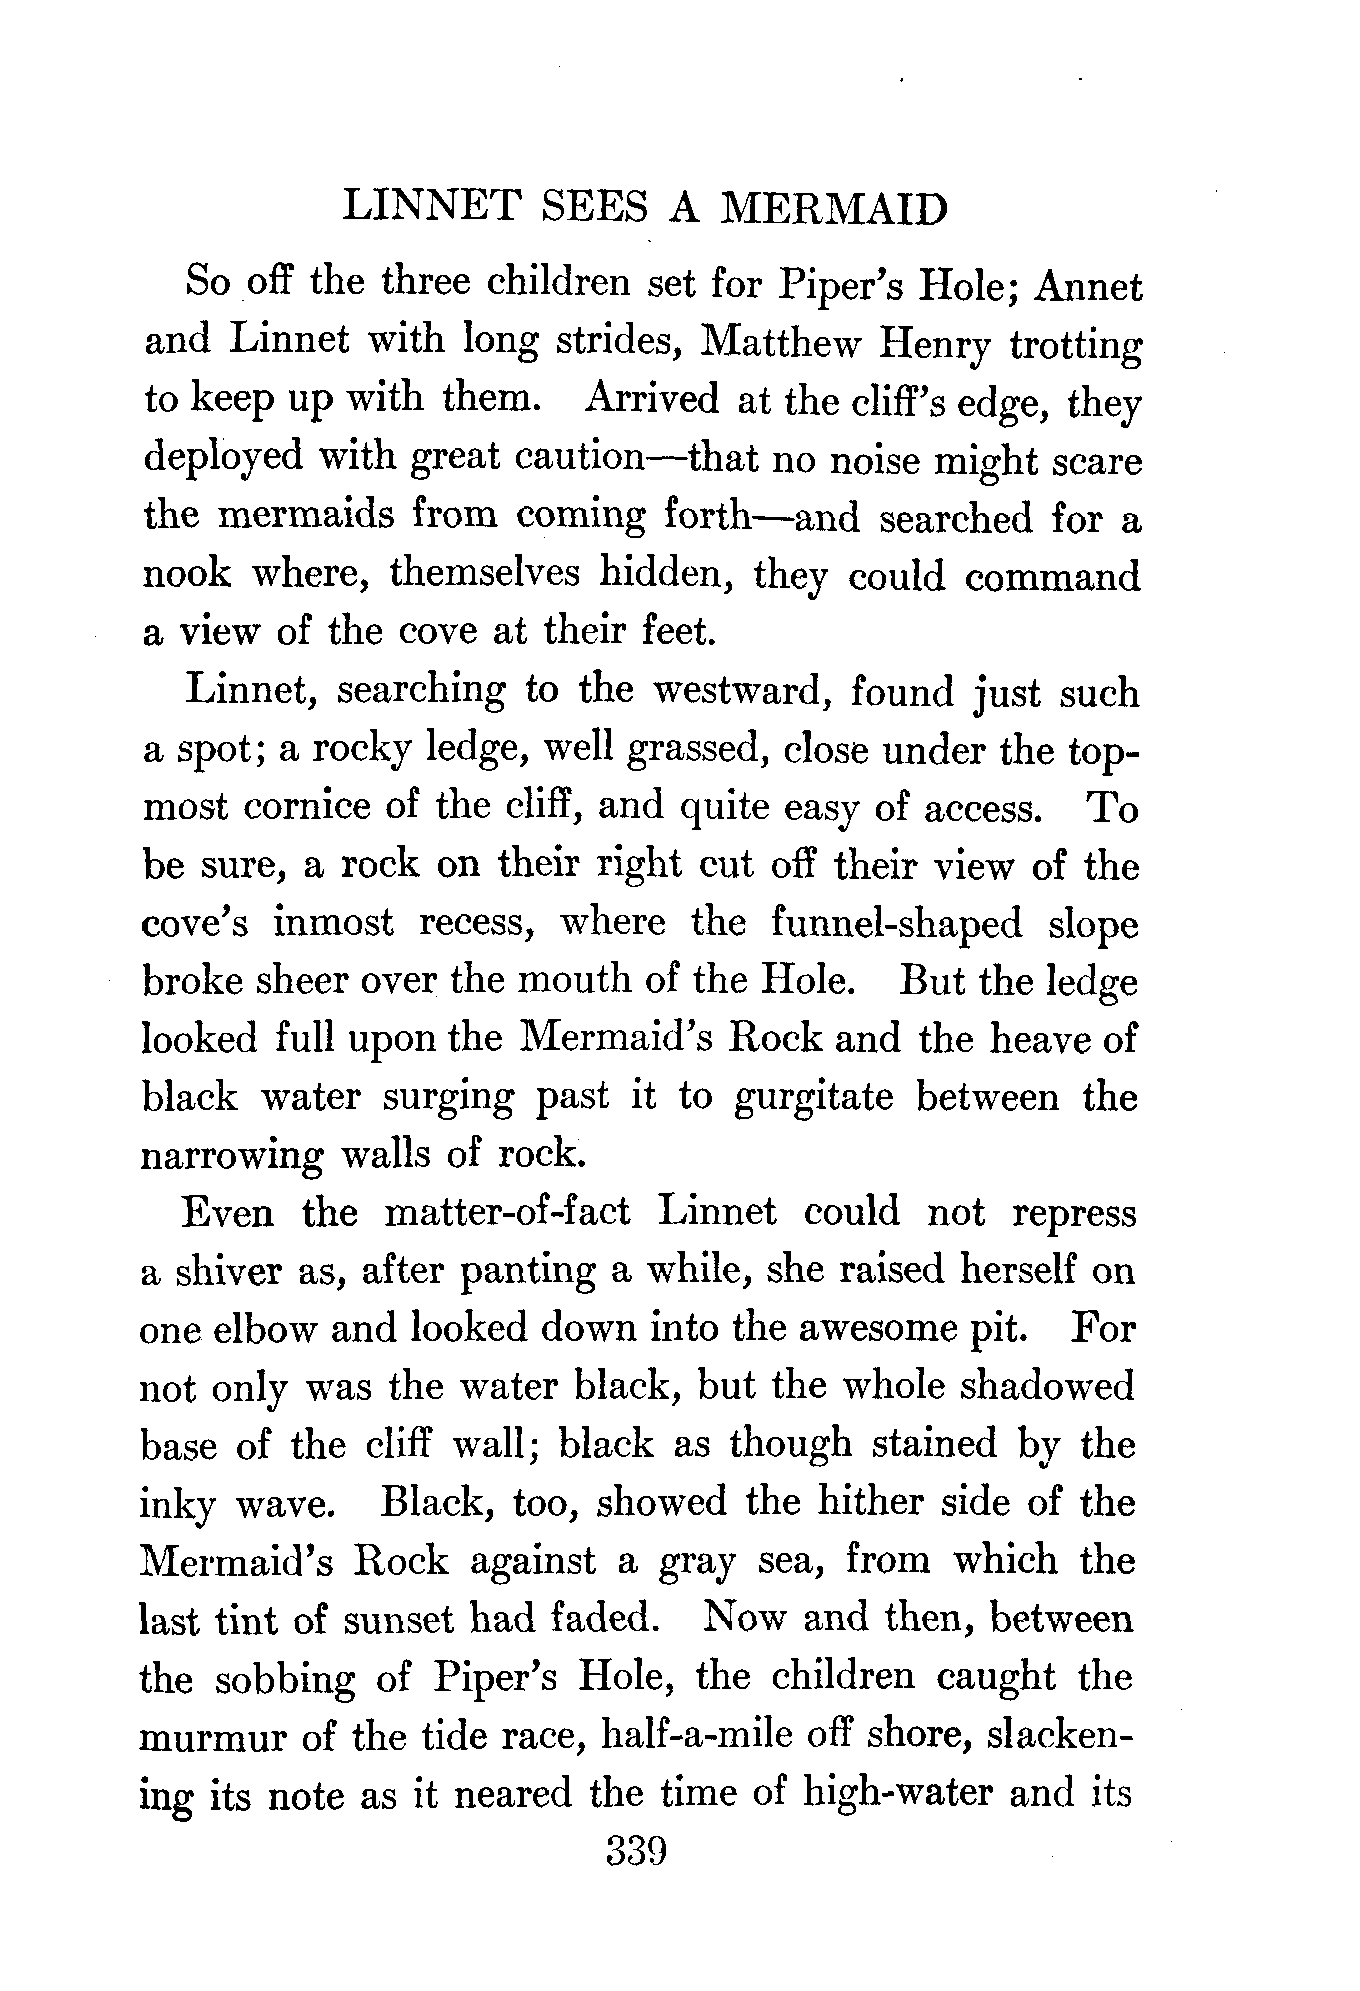 LINNET SEES A MERMAID
So off the three children set for Piper's Hole; Annet
and Linnet with long strides, Matthew Henry trotting
to keep up with them. Arrived at the cliff's edge, they
deployed with great caution—that no noise might scare
the mermaids from coming forth—and searched for a
nook where, themselves hidden, they could command
a view of the cove at their feet.
Linnet, searching to the westward, found just such
a spot; a rocky ledge, well grassed, close under the top-
most cornice of the cliff, and quite easy of access. To
be sure, a rock on their right cut off their view of the
cove's inmost recess, where the funnel-shaped slope
broke sheer over the mouth of the Hole. But the ledge
looked full upon the Mermaid's Rock and the heave of
black water surging past it to gurgitate between the
narrowing walls of rock.
Even the matter-of-fact Linnet could not repress
a shiver as, after panting a while, she raised herself on
one elbow and looked down into the awesome pit. For
not only was the water black, but the whole shadowed
base of the cliff wall; black as though stained by the
inky wave. Black, too, showed the hither side of the
Mermaid's Rock against a gray sea, from which the
last tint of sunset had faded. Now and then, between
the sobbing of Piper's Hole, the children caught the
murmur of the tide race, half-a-mile off shore, slacken-
ing its note as it neared the time of high-water and its
339